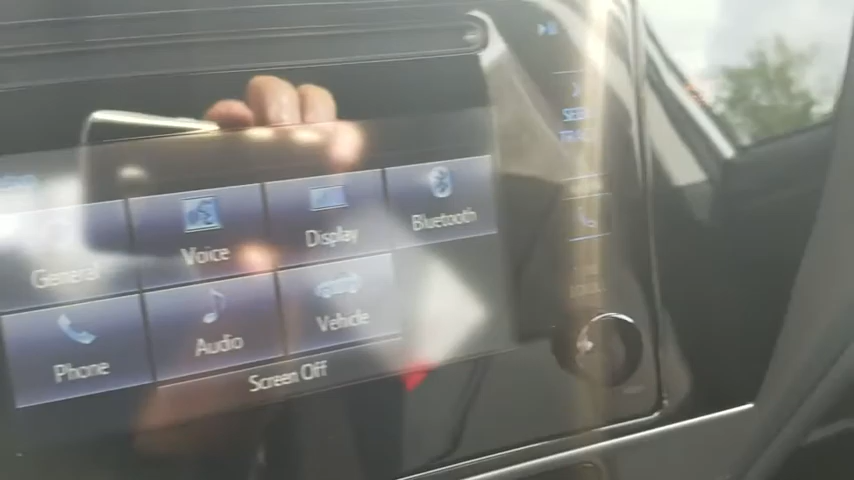 General
Voice
Display
Bluetooth
Phone
Audio
Vehicle
Screen Off